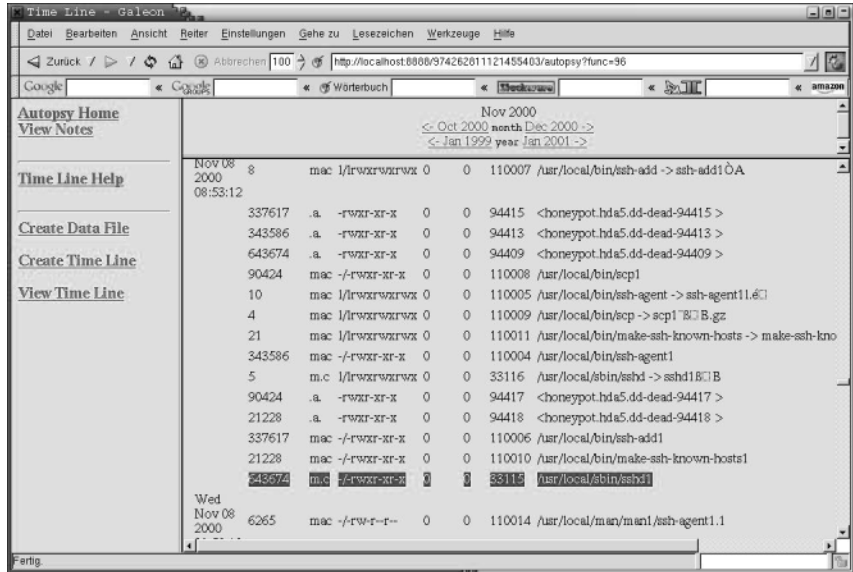 Time Line - Galeon
Datei Bearbeiten Ansicht Reiter Einstellungen Gehe zu Lesezeichen Werkzeuge Hilfe
Zurück / / Abbrechen 100 http://localhost:8888/974262811121455403/autopsy?func=96
Google « « Wörterbuch « « « amazon
Autopsy Home
View Notes
Time Line Help
Create Data File
Create Time Line
View Time Line
Nov 2000
<- Oct 2000 month Dec 2000 ->
<- Jan 1999 year Jan 2001 ->
Nov 08 2000 08:53:12 8 mac l/lrwxrwxrwx 0 0 110007 /usr/local/bin/ssh-add -> ssh-add1ÒA
337617 .a. -rwxr-xr-x 0 0 94415 <honeypot.hda5.dd-dead-94415 >
343586 .a. -rwxr-xr-x 0 0 94413 <honeypot.hda5.dd-dead-94413 >
643674 .a. -rwxr-xr-x 0 0 94409 <honeypot.hda5.dd-dead-94409 >
90424 mac -/-rwxr-xr-x 0 0 110008 /usr/local/bin/scp1
10 mac l/lrwxrwxrwx 0 0 110005 /usr/local/bin/ssh-agent -> ssh-agent1l.é
4 mac l/lrwxrwxrwx 0 0 110009 /usr/local/bin/scp -> scp1 B.gz
21 mac l/lrwxrwxrwx 0 0 110011 /usr/local/bin/make-ssh-known-hosts -> make-ssh-kno
343586 mac -/-rwxr-xr-x 0 0 110004 /usr/local/bin/ssh-agent1
5 m.c l/lrwxrwxrwx 0 0 33116 /usr/local/sbin/sshd -> sshd1ß B
90424 .a. -rwxr-xr-x 0 0 94417 <honeypot.hda5.dd-dead-94417 >
21228 .a. -rwxr-xr-x 0 0 94418 <honeypot.hda5.dd-dead-94418 >
337617 mac -/-rwxr-xr-x 0 0 110006 /usr/local/bin/ssh-add1
21228 mac -/-rwxr-xr-x 0 0 110010 /usr/local/bin/make-ssh-known-hosts1
643674 m.c -/-rwxr-xr-x 0 0 33115 /usr/local/sbin/sshd1
Wed Nov 08 2000 6265 mac -/-rw-r--r-- 0 0 110014 /usr/local/man/man1/ssh-agent1.1
Fertig.